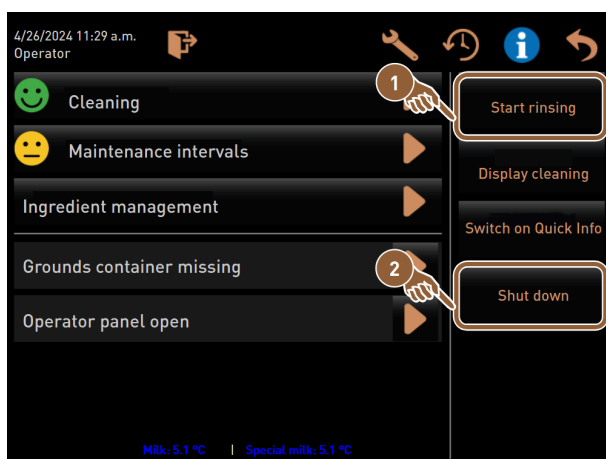 4/26/2024 11:29 a.m.
Operator
Cleaning
Maintenance intervals
Ingredient management
Grounds container missing
Operator panel open
1
Start rinsing
Display cleaning
Switch on Quick Info
2
Shut down
Milk: 5.1 °C | Special milk: 5.1 °C